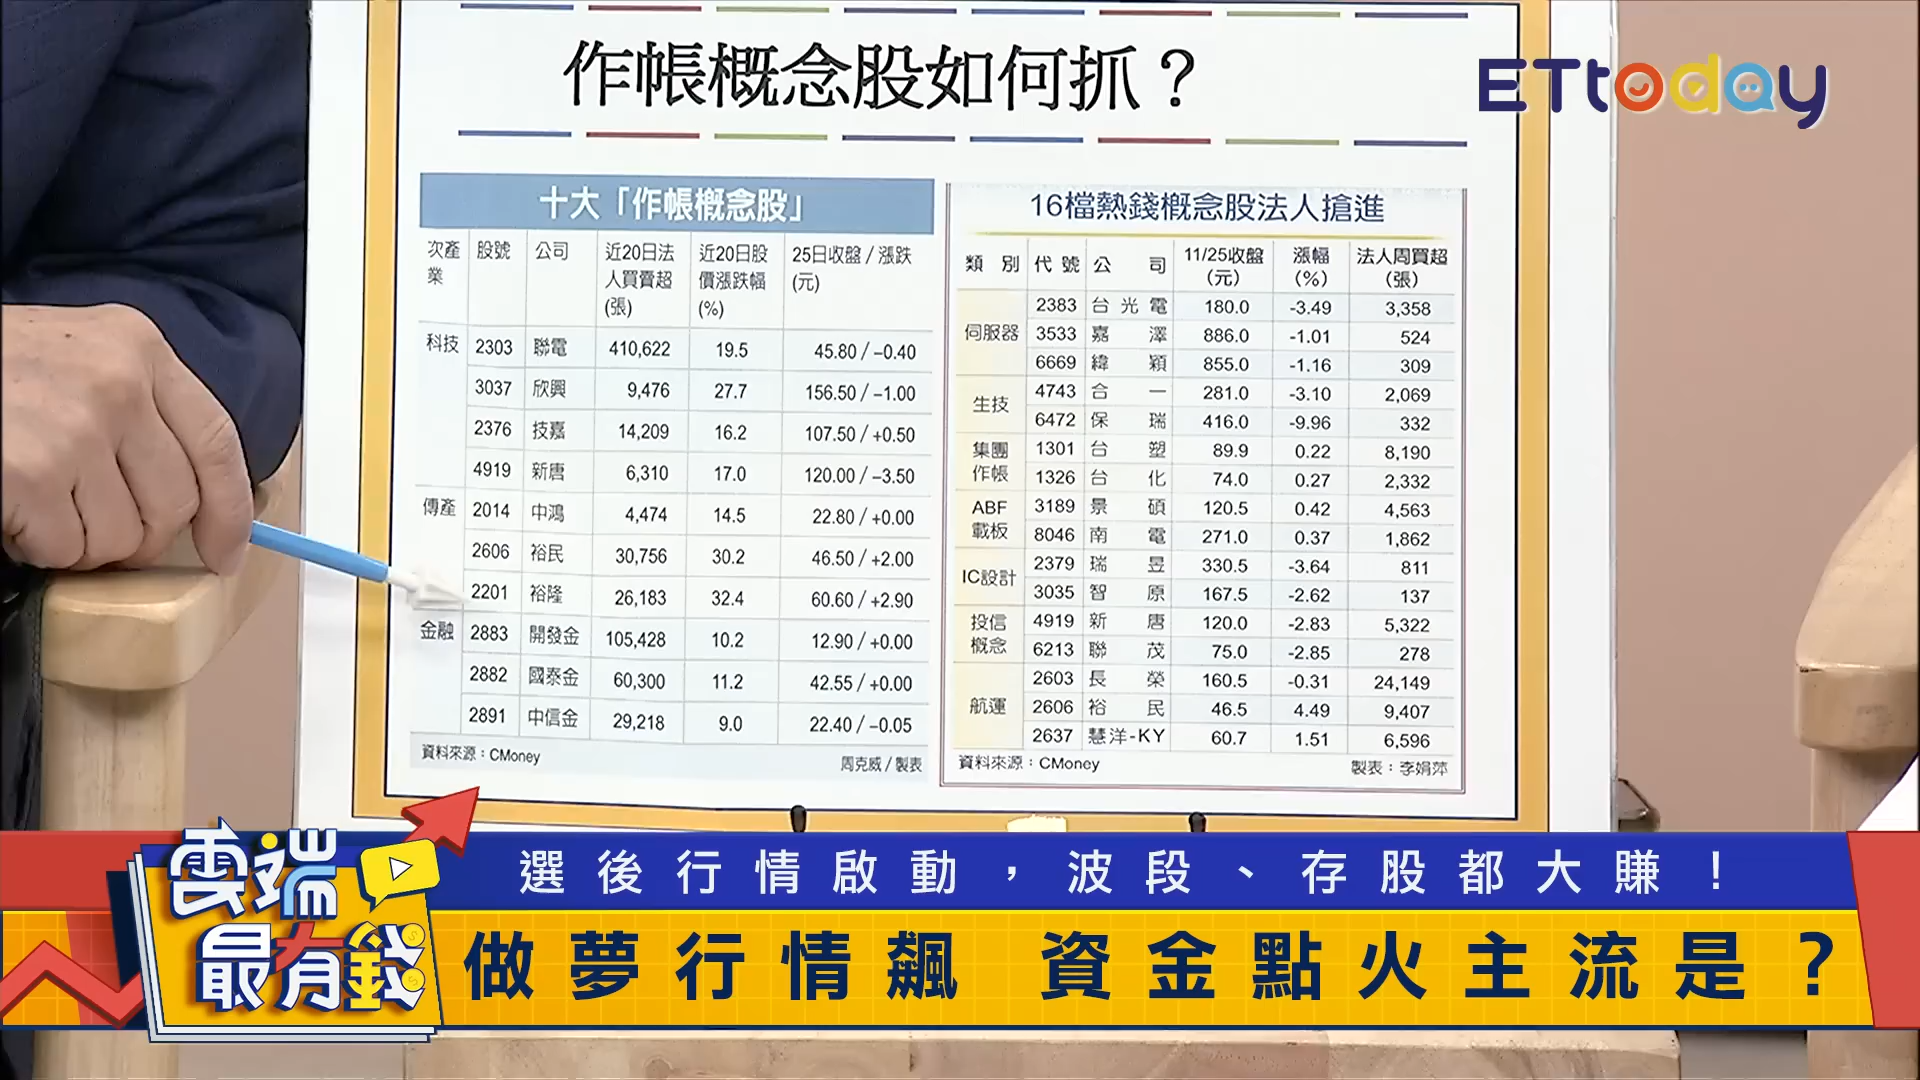 作帳概念股如何抓？
ETtoday
十大「作帳概念股」
次產業 股號 公司 近20日法人買賣超(張) 近20日股價漲跌幅(%) 25日收盤 / 漲跌(元)
科技 2303 聯電 410,622 19.5 45.80 / −0.40
3037 欣興 9,476 27.7 156.50 / −1.00
2376 技嘉 14,209 16.2 107.50 / +0.50
4919 新唐 6,310 17.0 120.00 / −3.50
傳產 2014 中鴻 4,474 14.5 22.80 / +0.00
2606 裕民 30,756 30.2 46.50 / +2.00
2201 裕隆 26,183 32.4 60.60 / +2.90
金融 2883 開發金 105,428 10.2 12.90 / +0.00
2882 國泰金 60,300 11.2 42.55 / +0.00
2891 中信金 29,218 9.0 22.40 / −0.05
資料來源：CMoney 周克威 / 製表
16檔熱錢概念股法人搶進
類別 代號 公司 11/25收盤(元) 漲幅(%) 法人周買超(張)
伺服器 2383 台光電 180.0 -3.49 3,358
3533 嘉澤 886.0 -1.01 524
6669 緯穎 855.0 -1.16 309
生技 4743 合一 281.0 -3.10 2,069
6472 保瑞 416.0 -9.96 332
集團作帳 1301 台塑 89.9 0.22 8,190
1326 台化 74.0 0.27 2,332
ABF載板 3189 景碩 120.5 0.42 4,563
8046 南電 271.0 0.37 1,862
IC設計 2379 瑞昱 330.5 -3.64 811
3035 智原 167.5 -2.62 137
投信概念 4919 新唐 120.0 -2.83 5,322
6213 聯茂 75.0 -2.85 278
航運 2603 長榮 160.5 -0.31 24,149
2606 裕民 46.5 4.49 9,407
2637 慧洋-KY 60.7 1.51 6,596
資料來源：CMoney 製表：李娟萍
雲端最有錢
選後行情啟動，波段、存股都大賺！
做夢行情飆 資金點火主流是？